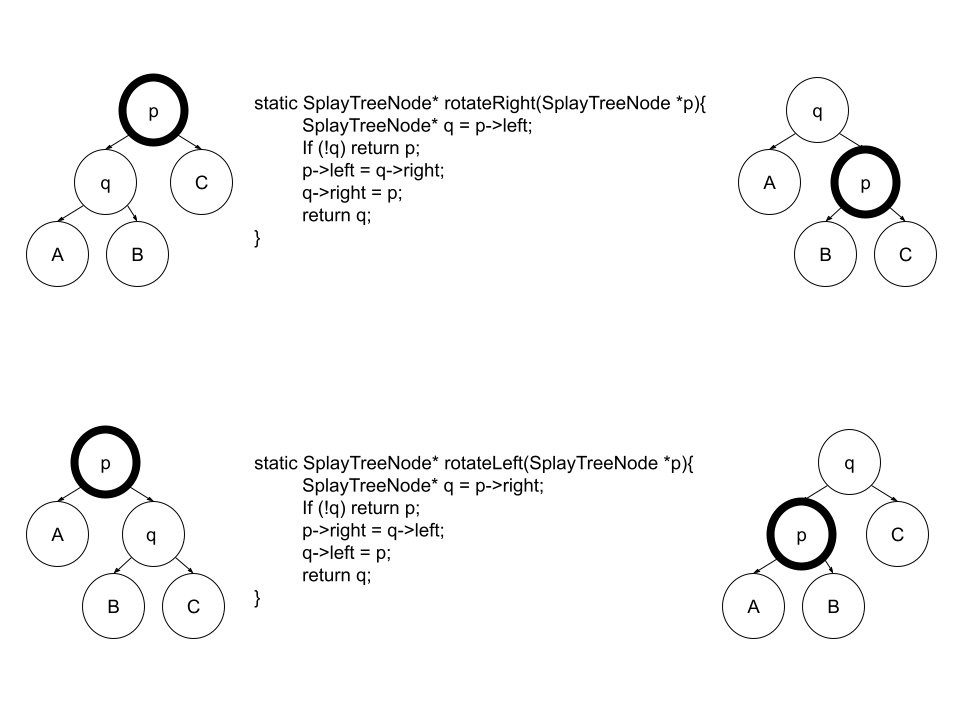 p
q
C
A
B
static SplayTreeNode* rotateRight(SplayTreeNode *p){
SplayTreeNode* q = p->left;
If (!q) return p;
p->left = q->right;
q->right = p;
return q;
}
q
A
p
B
C
p
A
q
B
C
static SplayTreeNode* rotateLeft(SplayTreeNode *p){
SplayTreeNode* q = p->right;
If (!q) return p;
p->right = q->left;
q->left = p;
return q;
}
q
p
C
A
B